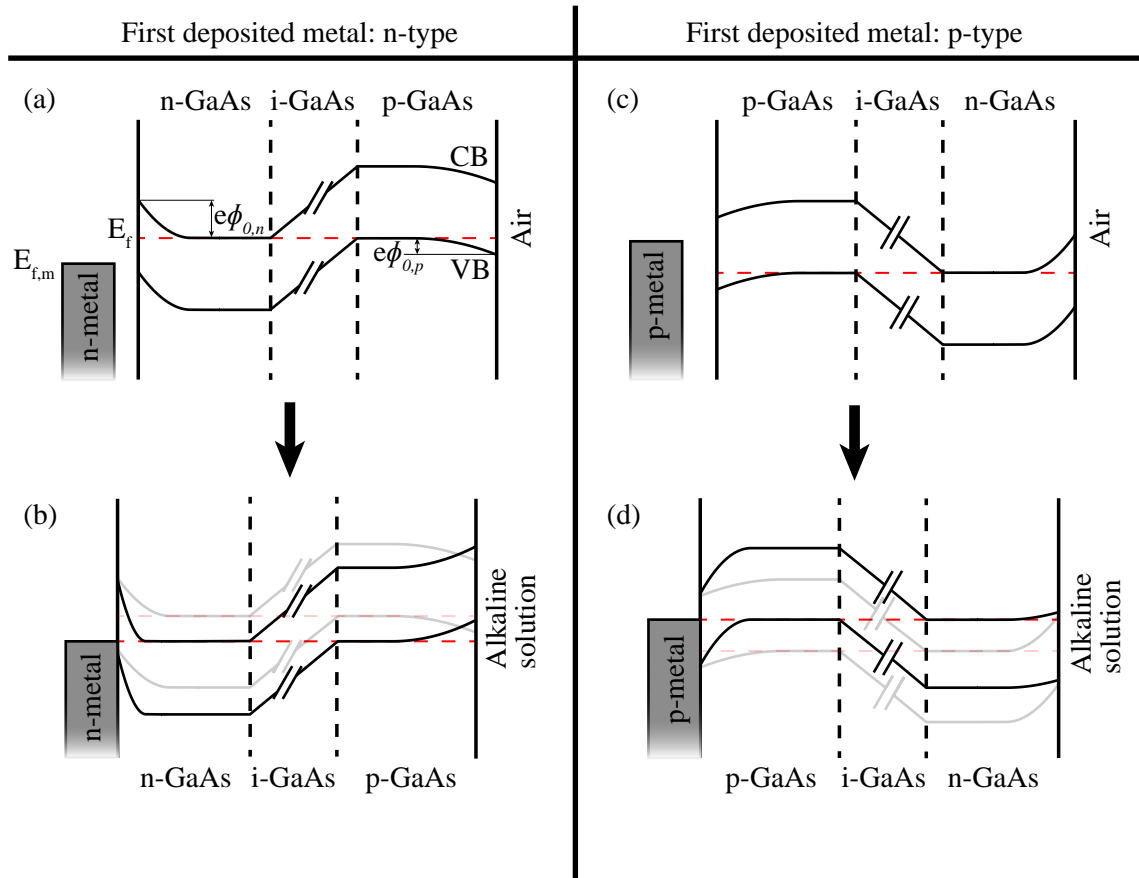 First deposited metal: n-type
First deposited metal: p-type
(a)
n-GaAs i-GaAs p-GaAs
CB
eϕ0,n
Ef
Ef,m
eϕ0,p
VB
n-metal
Air
(c)
p-GaAs i-GaAs n-GaAs
p-metal
Air
(b)
n-metal
Alkaline
solution
n-GaAs i-GaAs p-GaAs
(d)
p-metal
Alkaline
solution
p-GaAs i-GaAs n-GaAs